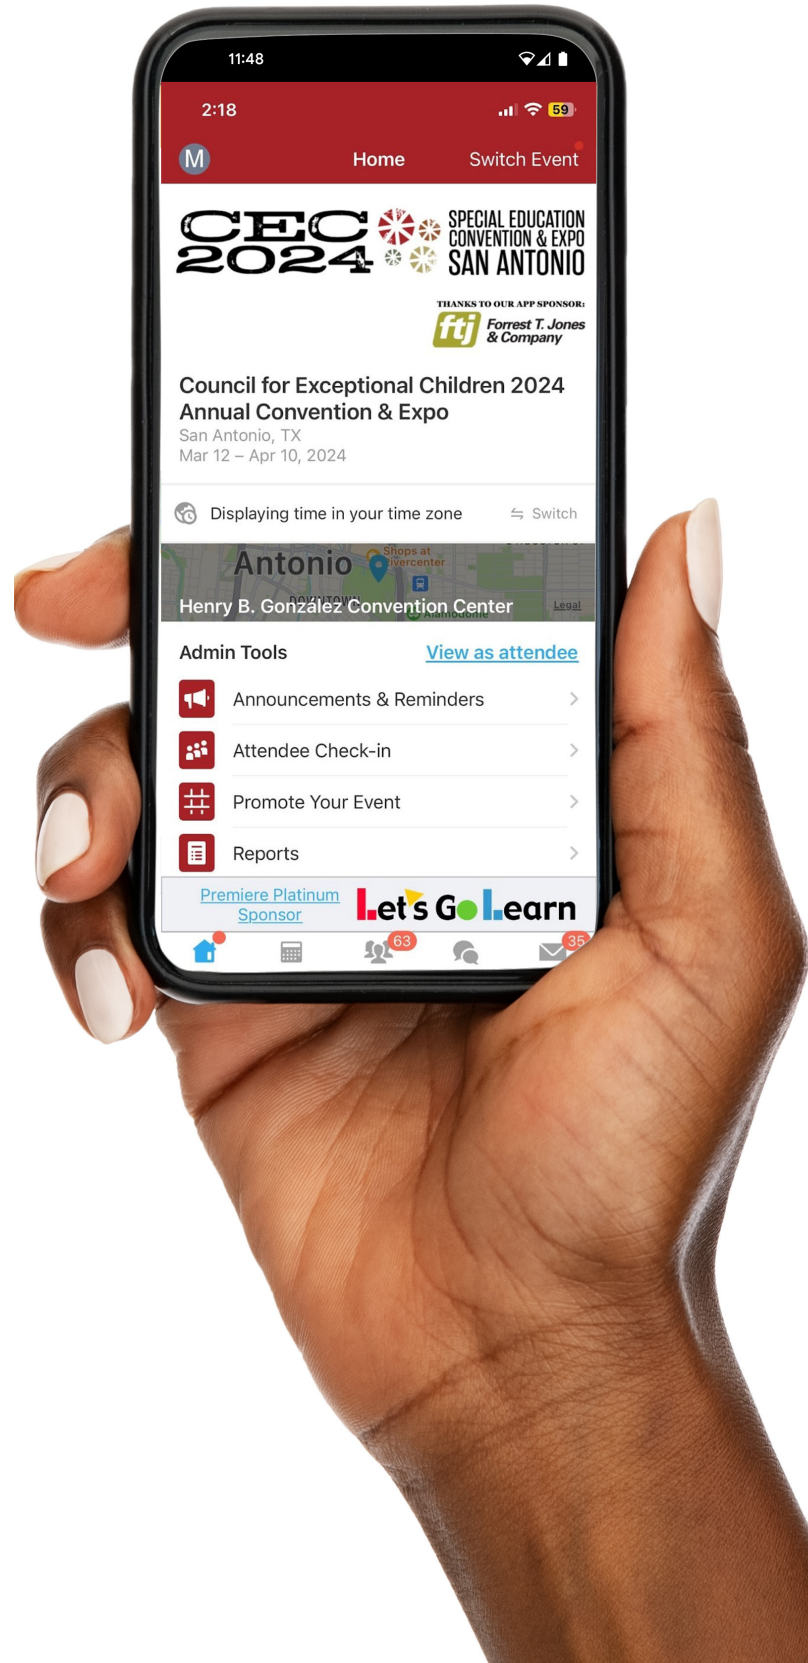 11:48
2:18
59
M
Home
Switch Event
CEC
2024
SPECIAL EDUCATION
CONVENTION & EXPO
SAN ANTONIO
THANKS TO OUR APP SPONSOR:
ftj
Forrest T. Jones
& Company
Council for Exceptional Children 2024
Annual Convention & Expo
San Antonio, TX
Mar 12 – Apr 10, 2024
Displaying time in your time zone
Switch
Antonio
Shops at
Rivercenter
DOWNTOWN
Henry B. González Convention Center
Legal
Alamodome
Admin Tools
View as attendee
Announcements & Reminders
Attendee Check-in
Promote Your Event
Reports
Premiere Platinum
Sponsor
Let's Go Learn
63
35